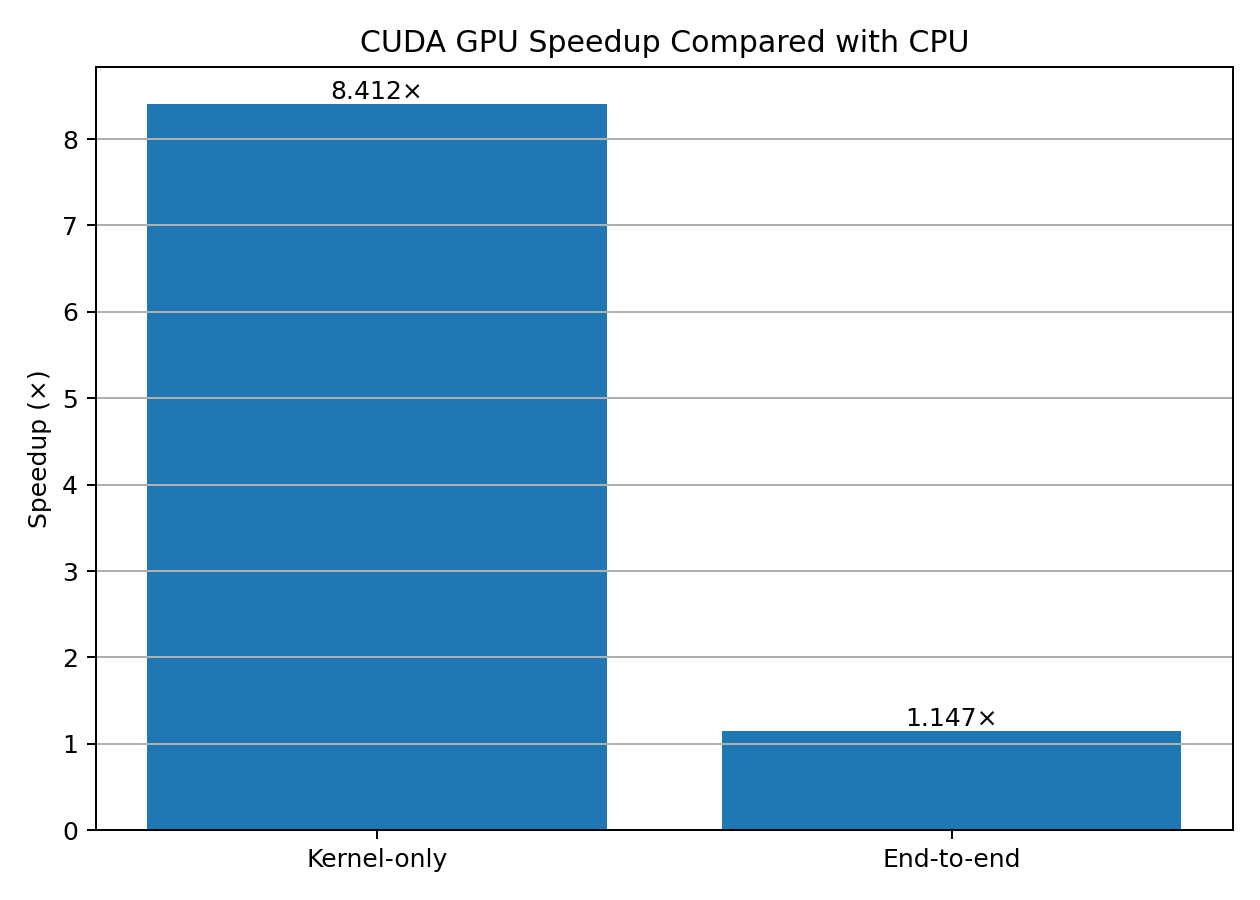 CUDA GPU Speedup Compared with CPU
8.412×
8
7
6
5
4
3
2
1
0
Speedup (×)
1.147×
Kernel-only
End-to-end